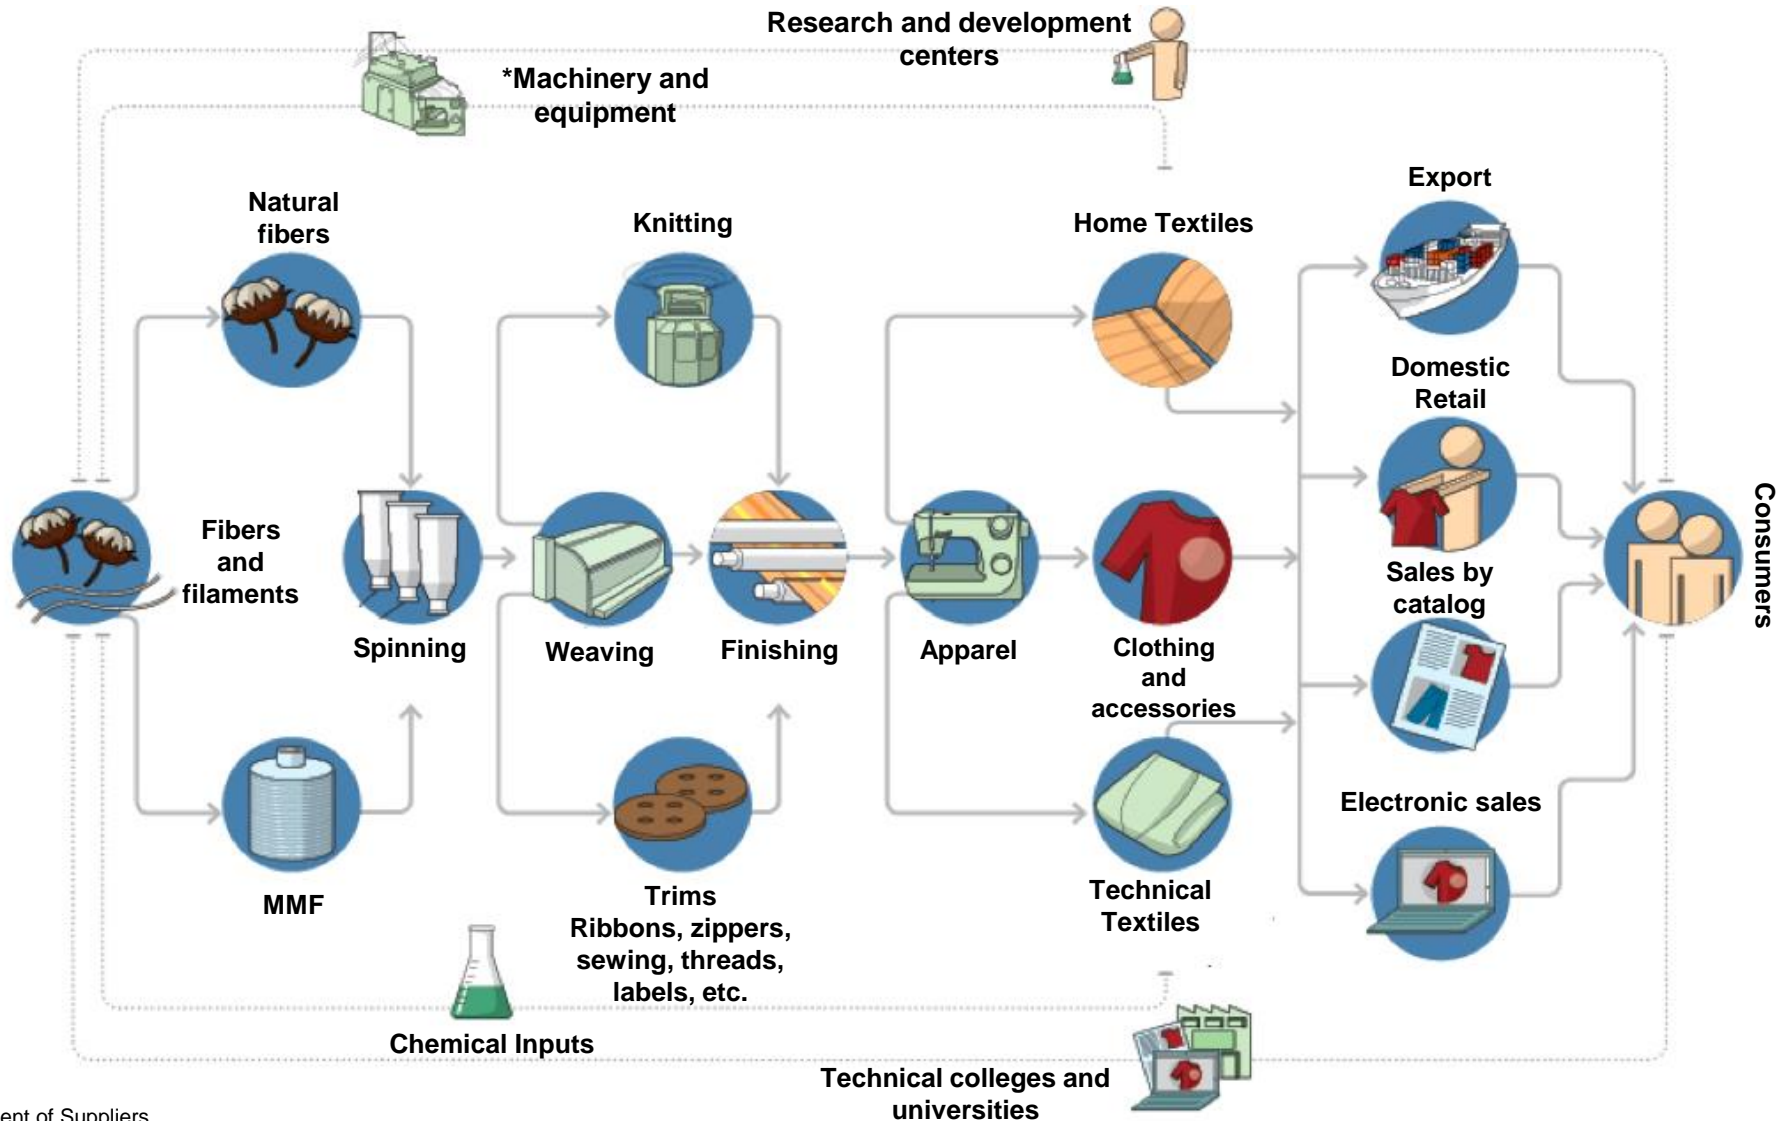 Research and development
centers
*Machinery and
equipment
Natural
fibers
Knitting
Home Textiles
Export
Domestic
Retail
Fibers
and
filaments
Spinning
Weaving
Finishing
Apparel
Clothing
and
accessories
Sales by
catalog
Consumers
Electronic sales
MMF
Trims
Ribbons, zippers,
sewing, threads,
labels, etc.
Technical
Textiles
Chemical Inputs
Technical colleges and
universities
of Suppliers